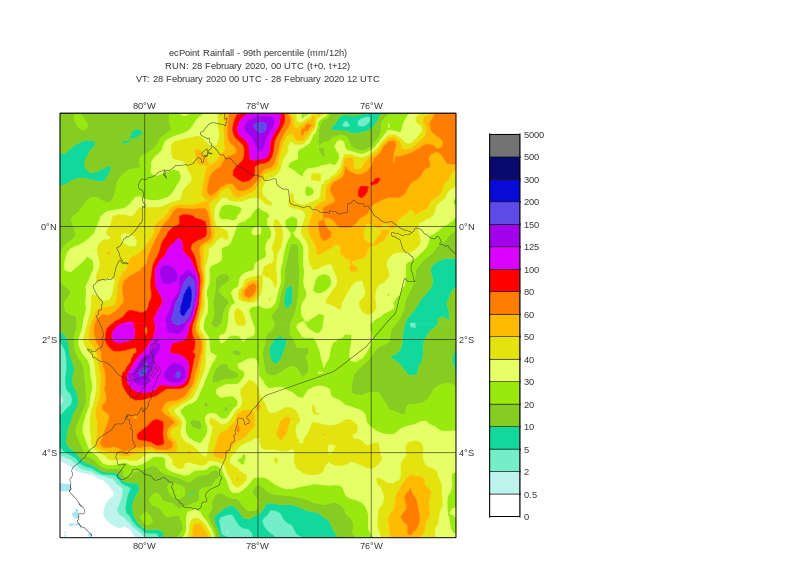 ecPoint Rainfall - 99th percentile (mm/12h)
RUN: 28 February 2020, 00 UTC (t+0, t+12)
VT: 28 February 2020 00 UTC - 28 February 2020 12 UTC
80°W 78°W 76°W
5000
500
300
200
150
125
100
80
60
50
40
30
20
10
5
2
0.5
0
0°N 0°N
2°S 2°S
4°S 4°S
80°W 78°W 76°W